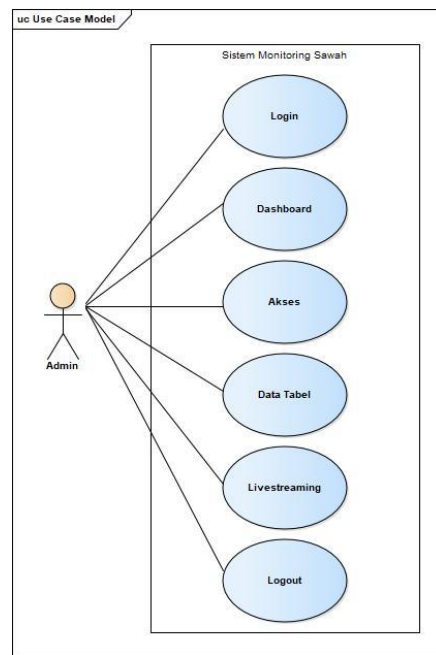 uc Use Case Model
Sistem Monitoring Sawah
Login
Dashboard
Akses
Admin
Data Tabel
Livestreaming
Logout